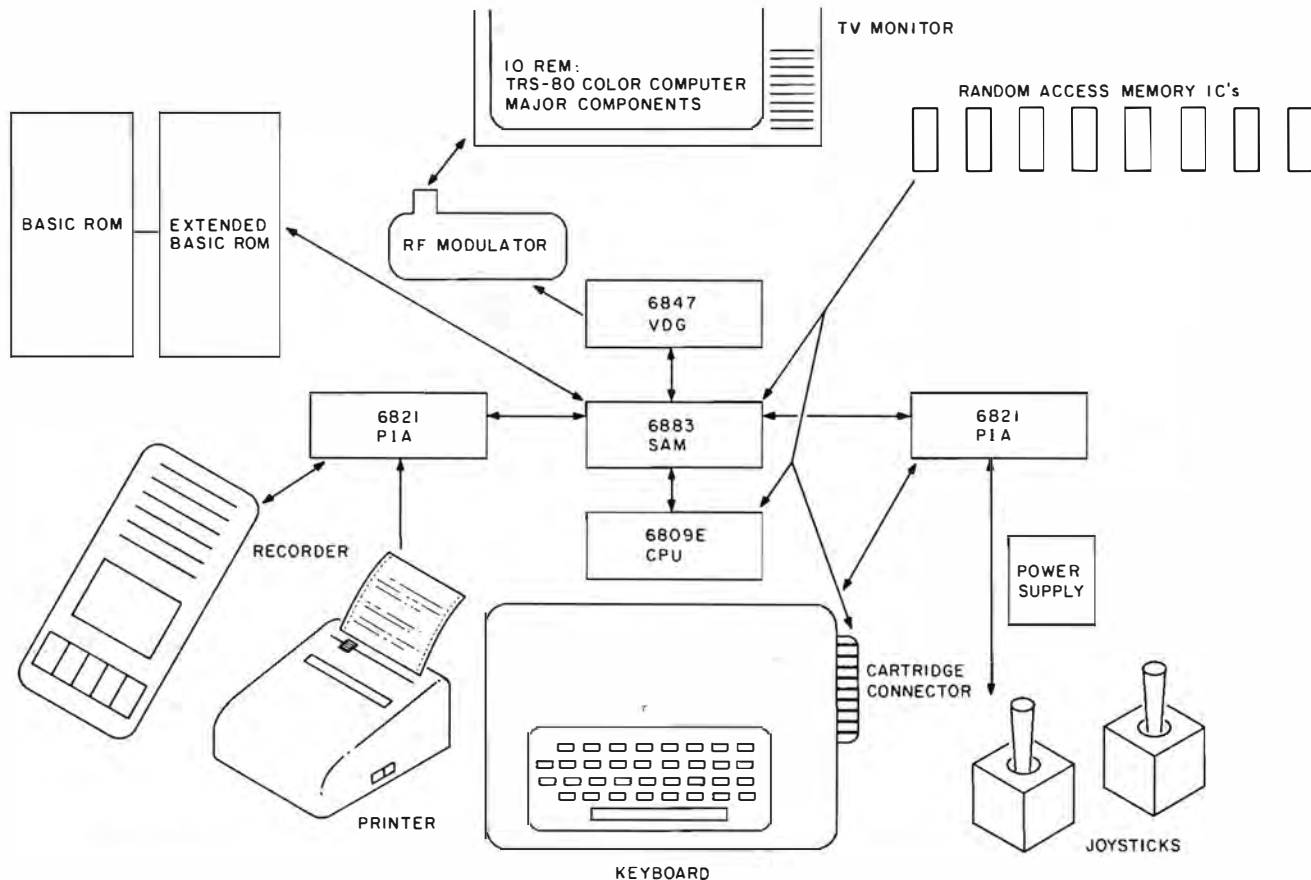 TV MONITOR
10 REM:
TRS-80 COLOR COMPUTER
MAJOR COMPONENTS
RANDOM ACCESS MEMORY IC's
BASIC ROM
EXTENDED
BASIC ROM
RF MODULATOR
6847
VDG
6821
PIA
6883
SAM
6821
PIA
6809E
CPU
RECORDER
POWER
SUPPLY
CARTRIDGE
CONNECTOR
PRINTER
KEYBOARD
JOYSTICKS